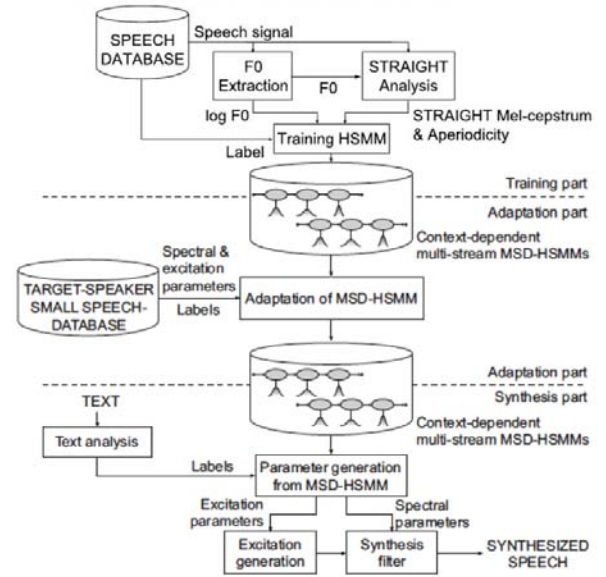 SPEECH
DATABASE
Speech signal
F0
Extraction
F0
STRAIGHT
Analysis
log F0
STRAIGHT Mel-cepstrum
& Aperiodicity
Training HSMM
Label
Training part
Adaptation part
Context-dependent
multi-stream MSD-HSMMs
TARGET-SPEAKER
SMALL SPEECH-
DATABASE
Spectral &
excitation
parameters
Labels
Adaptation of MSD-HSMM
Adaptation part
Synthesis part
Context-dependent
multi-stream MSD-HSMMs
TEXT
Text analysis
Labels
Parameter generation
from MSD-HSMM
Excitation
parameters
Spectral
parameters
Excitation
generation
Synthesis
filter
SYNTHESIZED
SPEECH